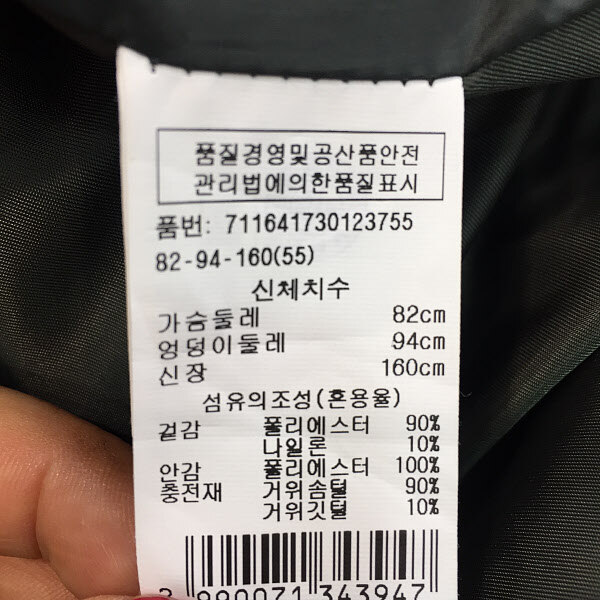 품질경영및공산품안전
관리법에의한품질표시
품번: 711641730123755
82-94-160(55)
신체치수
가슴둘레 82cm
엉덩이둘레 94cm
신장 160cm
섬유의조성(혼용율)
겉감 폴리에스터 90%
나일론 10%
안감 폴리에스터 100%
충전재 거위솜털 90%
거위깃털 10%
2 990071 343947